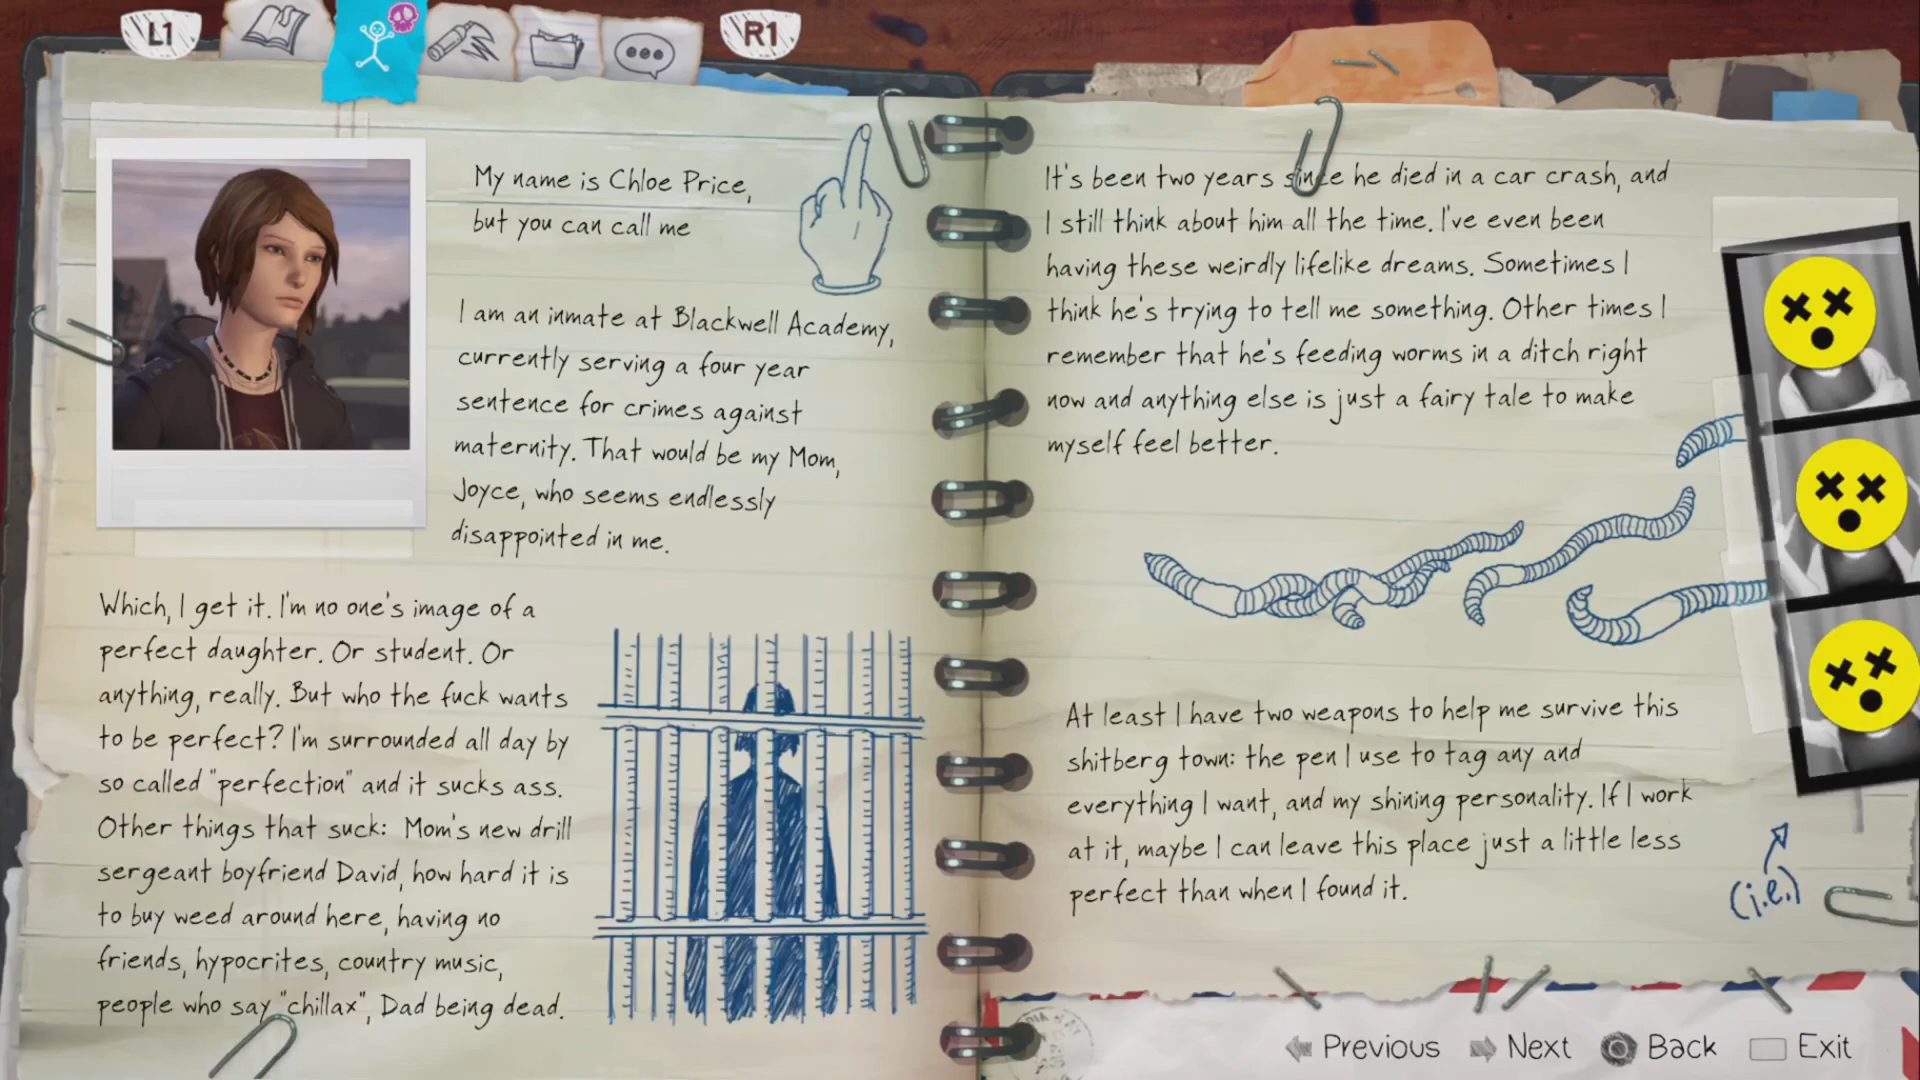 L1
R1
My name is Chloe Price,
but you can call me
I am an inmate at Blackwell Academy,
currently serving a four year
sentence for crimes against
maternity. That would be my Mom,
Joyce, who seems endlessly
disappointed in me.
Which, I get it. I'm no one's image of a
perfect daughter. Or student. Or
anything, really. But who the fuck wants
to be perfect? I'm surrounded all day by
so called "perfection" and it sucks ass.
Other things that suck: Mom's new drill
sergeant boyfriend David, how hard it is
to buy weed around here, having no
friends, hypocrites, country music,
people who say "chillax", Dad being dead.
It's been two years since he died in a car crash, and
I still think about him all the time. I've even been
having these weirdly lifelike dreams. Sometimes I
think he's trying to tell me something. Other times I
remember that he's feeding worms in a ditch right
now and anything else is just a fairy tale to make
myself feel better.
At least I have two weapons to help me survive this
shitberg town: the pen I use to tag any and
everything I want, and my shining personality. If I work
at it, maybe I can leave this place just a little less
perfect than when I found it.
(i.e.)
Previous Next Back Exit